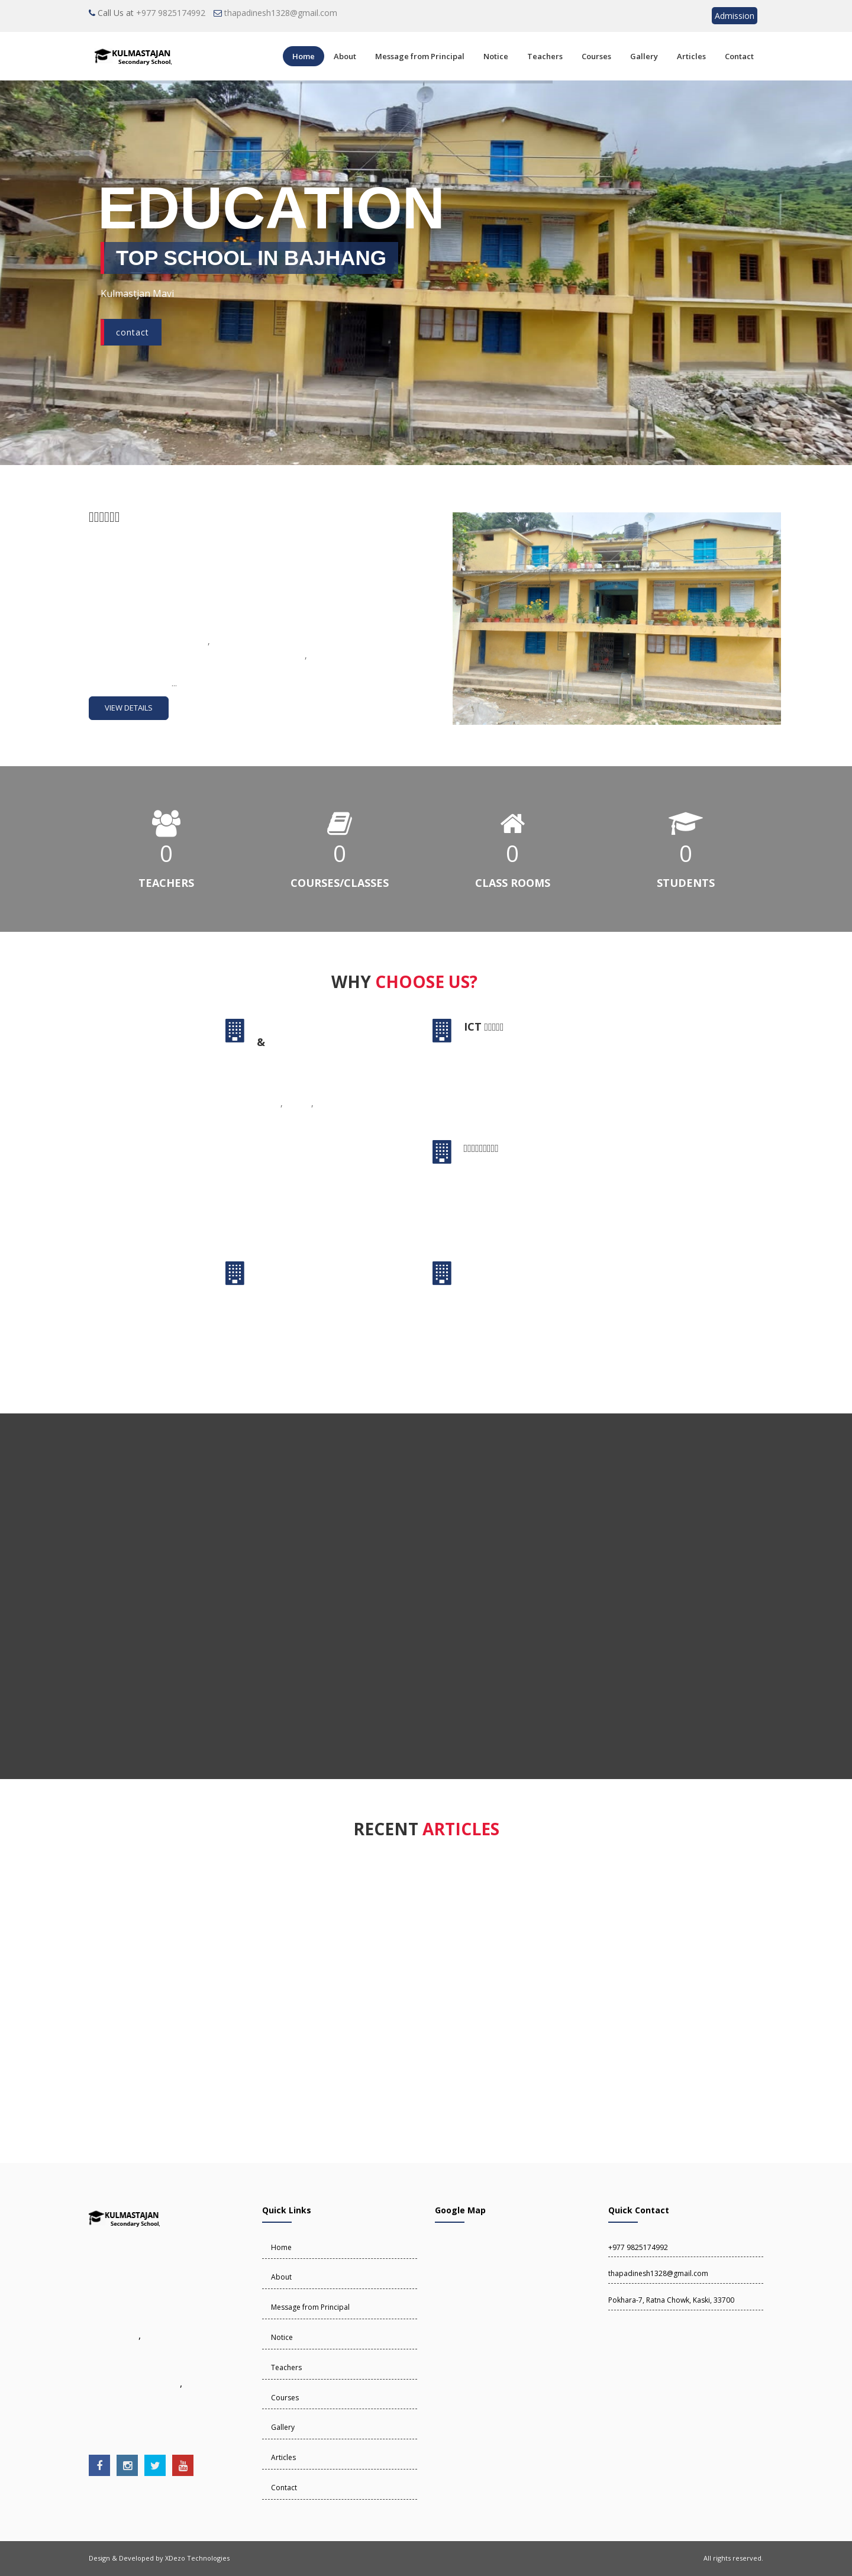 Call Us at +977 9825174992 thapadinesh1328@gmail.com
Admission
KULMASTAJAN
Secondary School,
Home About Message from Principal Notice Teachers Courses Gallery Articles Contact
EDUCATION
TOP SCHOOL IN BAJHANG
Kulmastjan Mavi
contact
,
,
...
VIEW DETAILS
0 0 0 0
TEACHERS COURSES/CLASSES CLASS ROOMS STUDENTS
WHY CHOOSE US?
ICT
&
, ,
RECENT ARTICLES
KULMASTAJAN
Secondary School,
,
,
Quick Links
Home
About
Message from Principal
Notice
Teachers
Courses
Gallery
Articles
Contact
Google Map
Quick Contact
+977 9825174992
thapadinesh1328@gmail.com
Pokhara-7, Ratna Chowk, Kaski, 33700
Design & Developed by XDezo Technologies
All rights reserved.